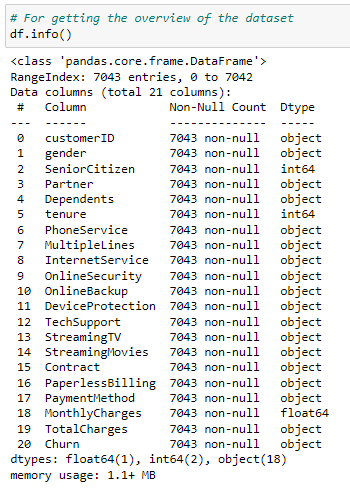 # For getting the overview of the dataset
df.info()
<class 'pandas.core.frame.DataFrame'>
RangeIndex: 7043 entries, 0 to 7042
Data columns (total 21 columns):
 #   Column            Non-Null Count  Dtype
---  ------            --------------  -----
 0   customerID        7043 non-null   object
 1   gender            7043 non-null   object
 2   SeniorCitizen     7043 non-null   int64
 3   Partner           7043 non-null   object
 4   Dependents        7043 non-null   object
 5   tenure            7043 non-null   int64
 6   PhoneService      7043 non-null   object
 7   MultipleLines     7043 non-null   object
 8   InternetService   7043 non-null   object
 9   OnlineSecurity    7043 non-null   object
 10  OnlineBackup      7043 non-null   object
 11  DeviceProtection  7043 non-null   object
 12  TechSupport       7043 non-null   object
 13  StreamingTV       7043 non-null   object
 14  StreamingMovies   7043 non-null   object
 15  Contract          7043 non-null   object
 16  PaperlessBilling  7043 non-null   object
 17  PaymentMethod     7043 non-null   object
 18  MonthlyCharges    7043 non-null   float64
 19  TotalCharges      7043 non-null   object
 20  Churn             7043 non-null   object
dtypes: float64(1), int64(2), object(18)
memory usage: 1.1+ MB